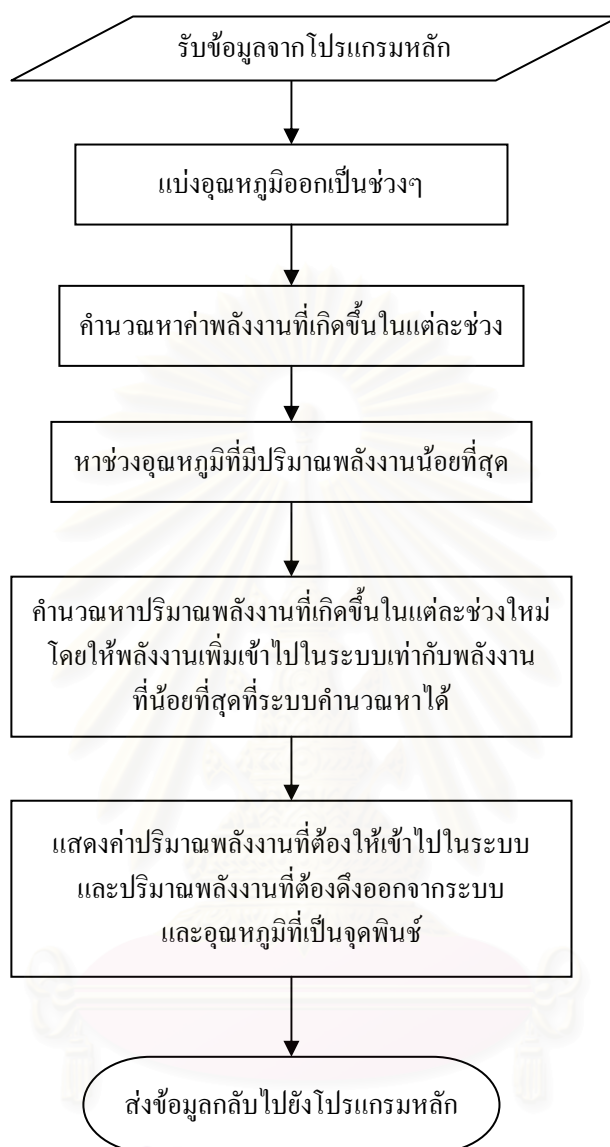 รับข้อมูลจากโปรแกรมหลัก
แบ่งอุณหภูมิออกเป็นช่วงๆ
คำนวณหาค่าพลังงานที่เกิดขึ้นในแต่ละช่วง
หาช่วงอุณหภูมิที่มีปริมาณพลังงานน้อยที่สุด
คำนวณหาปริมาณพลังงานที่เกิดขึ้นในแต่ละช่วงใหม่
โดยให้พลังงานเพิ่มเข้าไปในระบบเท่ากับพลังงาน
ที่น้อยที่สุดที่ระบบคำนวณหาได้
แสดงค่าปริมาณพลังงานที่ต้องให้เข้าไปในระบบ
และปริมาณพลังงานที่ต้องดึงออกจากระบบ
และอุณหภูมิที่เป็นจุดพินช์
ส่งข้อมูลกลับไปยังโปรแกรมหลัก